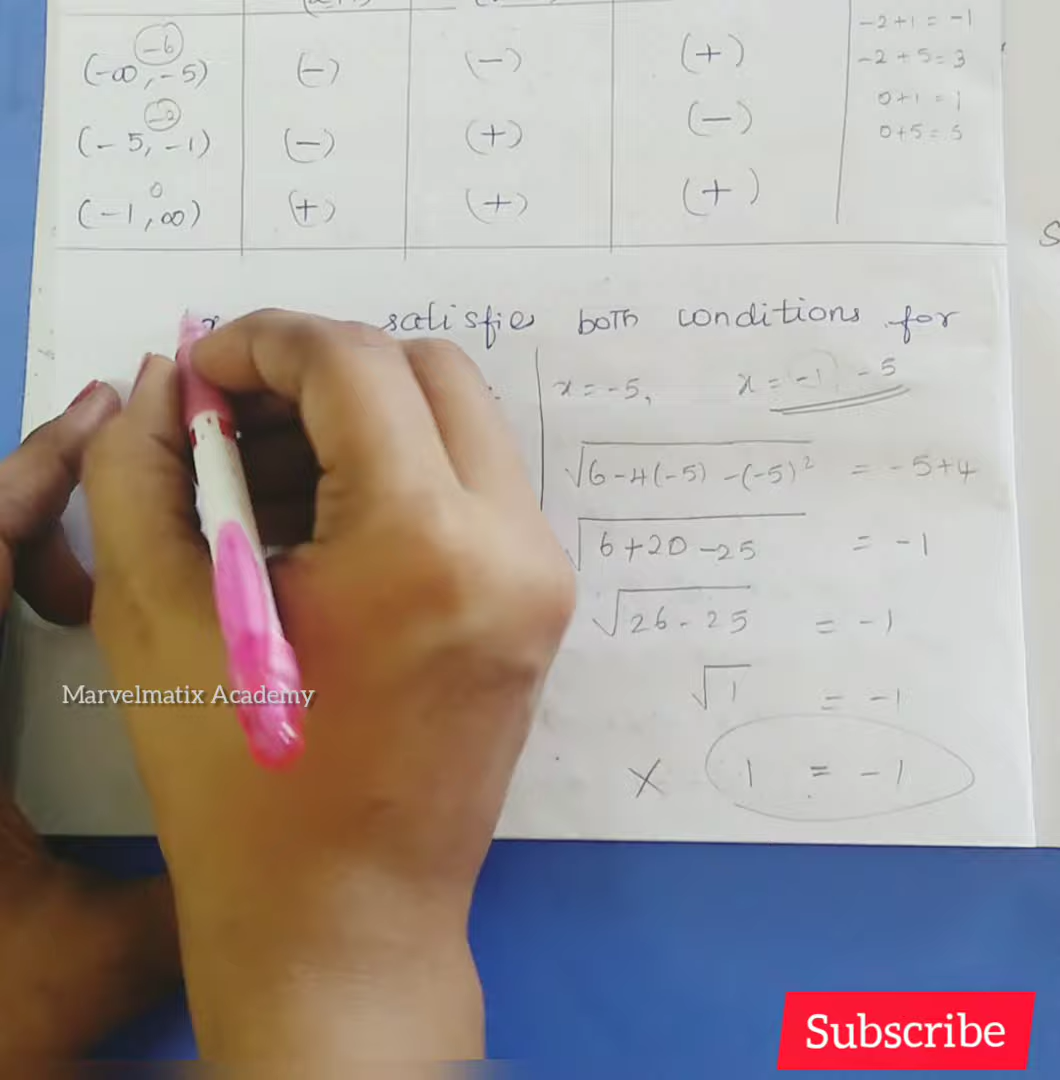 -6
(-∞, -5) (-) (-) (+)
-2
(-5, -1) (-) (+) (-)
0
(-1, ∞) (+) (+) (+)
-2+1 = -1
-2+5=3
0+1=1
0+5=5
x satisfies both conditions for
x=-5, x = -1, -5
√6-4(-5)-(-5)² = -5+4
√6+20-25 = -1
√26-25 = -1
√1 = -1
X 1 = -1
Marvelmatix Academy
Subscribe